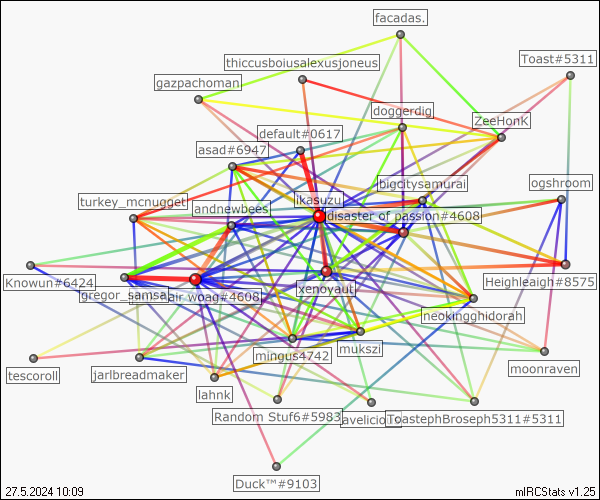 facadas.
thiccusboiusalexusjoneus
Toast#5311
gazpachoman
doggerdig
ZeeHonk
default#0617
asad#6947
bigcitysamurai
ogshroom
turkey_mcnugget
ikasuzu
andnewbees
disaster of passion#4608
Knowun#6424
Heighleaigh#8575
gregor_samsa
air woag#4608
xenoyaut
neokingghidorah
mingus4742
mukszi
moonraven
tescoroll
jarlbreadmaker
lahnk
Random Stuf6#5983
avelicio
ToastephBroseph5311#5311
Duck™#9103
27.5.2024 10:09
mIRCStats v1.25